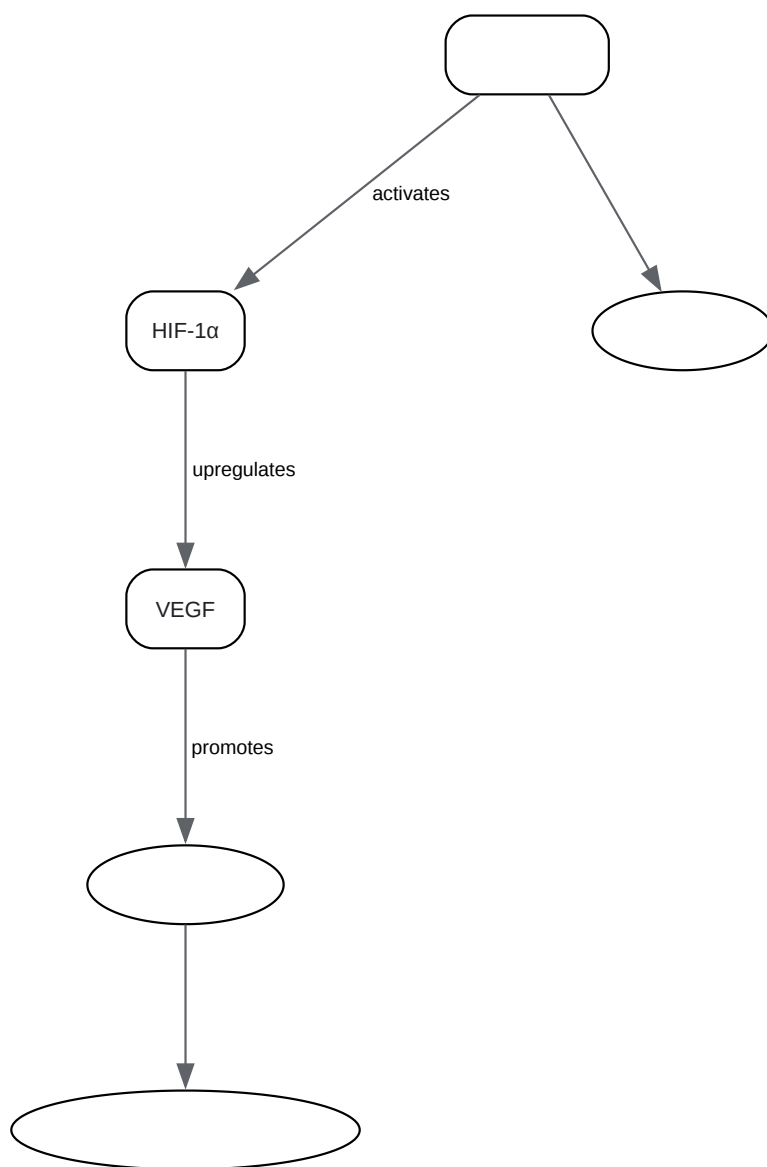 activates
HIF-1α
upregulates
VEGF
promotes